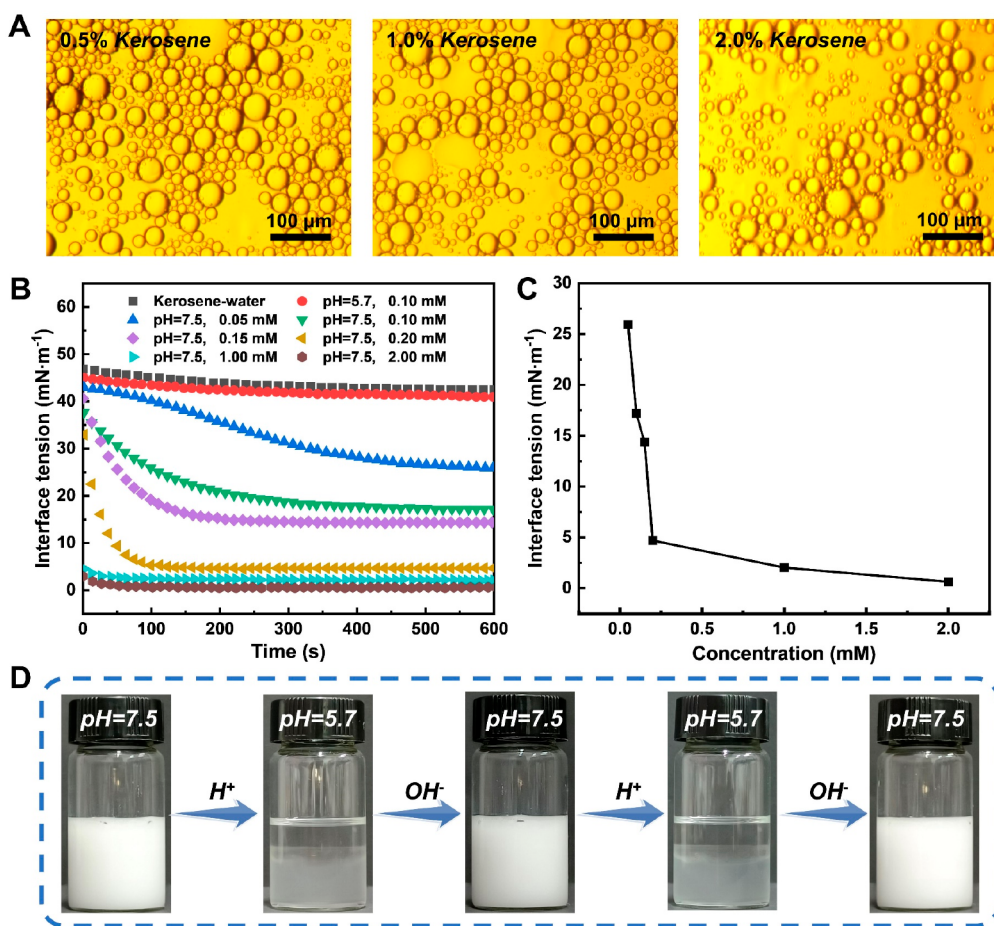 A
0.5% Kerosene
1.0% Kerosene
2.0% Kerosene
100 µm
100 µm
100 µm
B
Interface tension (mN·m⁻¹)
60
50
40
30
20
10
0
Kerosene-water
pH=5.7, 0.10 mM
pH=7.5, 0.05 mM
pH=7.5, 0.10 mM
pH=7.5, 0.15 mM
pH=7.5, 0.20 mM
pH=7.5, 1.00 mM
pH=7.5, 2.00 mM
0 100 200 300 400 500 600
Time (s)
C
Interface tension (mN·m⁻¹)
30
25
20
15
10
5
0
0.0 0.5 1.0 1.5 2.0
Concentration (mM)
D
pH=7.5
H⁺
pH=5.7
OH⁻
pH=7.5
H⁺
pH=5.7
OH⁻
pH=7.5